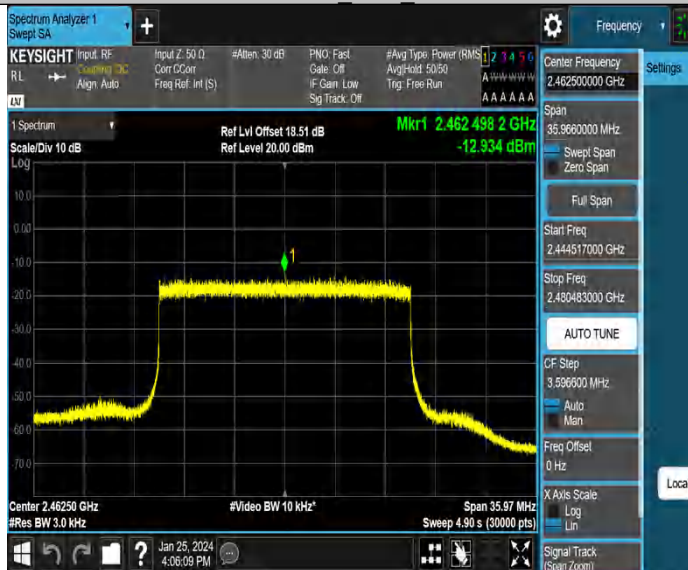 Spectrum Analyzer 1
Swept SA
+
Frequency
KEYSIGHT Input: RF
RL
Coupling: DC
Align: Auto
LXI
Input Z: 50 Ω
Corr CCorr
Freq Ref: Int (S)
#Atten: 30 dB
PNO: Fast
Gate: Off
IF Gain: Low
Sig Track: Off
#Avg Type: Power (RMS
Avg|Hold: 50/50
Trig: Free Run
1 2 3 4 5 6
A W W W W W
A A A A A A
1 Spectrum
Scale/Div 10 dB
Log
Ref Lvl Offset 18.51 dB
Ref Level 20.00 dBm
Mkr1 2.462 498 2 GHz
-12.934 dBm
10.0
0.00
-10.0
-20.0
-30.0
-40.0
-50.0
-60.0
-70.0
1
Center 2.46250 GHz
#Res BW 3.0 kHz
#Video BW 10 kHz*
Span 35.97 MHz
Sweep 4.90 s (30000 pts)
?
Jan 25, 2024
4:06:09 PM
Center Frequency
2.462500000 GHz
Settings
Span
35.9660000 MHz
Swept Span
Zero Span
Full Span
Start Freq
2.444517000 GHz
Stop Freq
2.480483000 GHz
AUTO TUNE
CF Step
3.596600 MHz
Auto
Man
Freq Offset
0 Hz
X Axis Scale
Log
Lin
Loca
Signal Track
(Span Zoom)